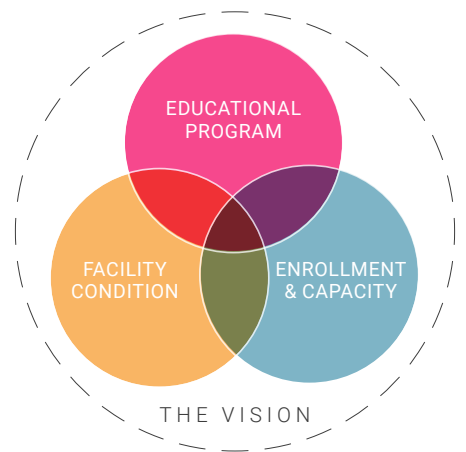 EDUCATIONAL
PROGRAM
FACILITY
CONDITION
ENROLLMENT
& CAPACITY
THE VISION